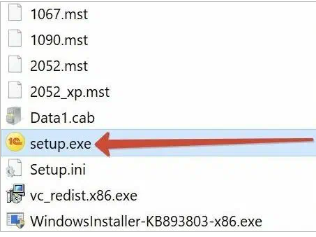 1067.mst
1090.mst
2052.mst
2052_xp.mst
Data1.cab
1С setup.exe
Setup.ini
vc_redist.x86.exe
WindowsInstaller-KB893803-x86.exe